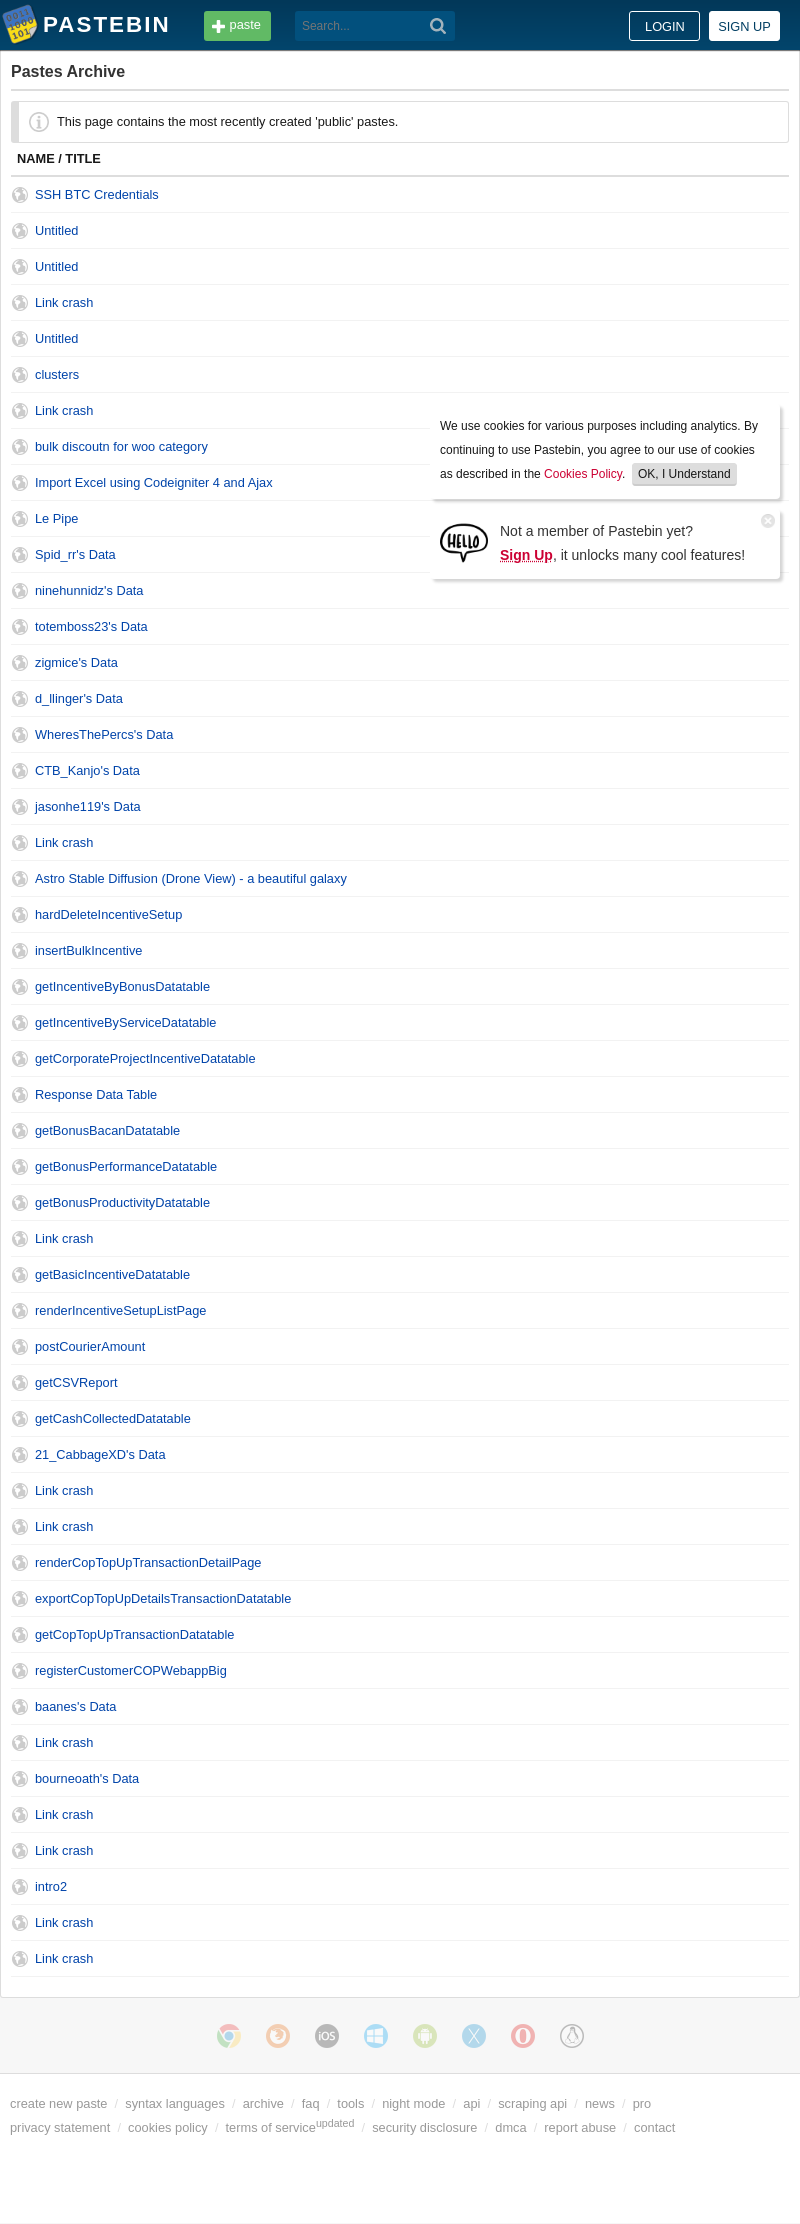 PASTEBIN
paste
Search...
LOGIN
SIGN UP
Pastes Archive
This page contains the most recently created 'public' pastes.
NAME / TITLE
SSH BTC Credentials
Untitled
Untitled
Link crash
Untitled
clusters
Link crash
bulk discoutn for woo category
Import Excel using Codeigniter 4 and Ajax
Le Pipe
Spid_rr's Data
We use cookies for various purposes including analytics. By
continuing to use Pastebin, you agree to our use of cookies
as described in the Cookies Policy. OK, I Understand
HELLO
Not a member of Pastebin yet?
Sign Up, it unlocks many cool features!
ninehunnidz's Data
totemboss23's Data
zigmice's Data
d_llinger's Data
WheresThePercs's Data
CTB_Kanjo's Data
jasonhe119's Data
Link crash
Astro Stable Diffusion (Drone View) - a beautiful galaxy
hardDeleteIncentiveSetup
insertBulkIncentive
getIncentiveByBonusDatatable
getIncentiveByServiceDatatable
getCorporateProjectIncentiveDatatable
Response Data Table
getBonusBacanDatatable
getBonusPerformanceDatatable
getBonusProductivityDatatable
Link crash
getBasicIncentiveDatatable
renderIncentiveSetupListPage
postCourierAmount
getCSVReport
getCashCollectedDatatable
21_CabbageXD's Data
Link crash
Link crash
renderCopTopUpTransactionDetailPage
exportCopTopUpDetailsTransactionDatatable
getCopTopUpTransactionDatatable
registerCustomerCOPWebappBig
baanes's Data
Link crash
bourneoath's Data
Link crash
Link crash
intro2
Link crash
Link crash
iOS
create new paste / syntax languages / archive / faq / tools / night mode / api / scraping api / news / pro
privacy statement / cookies policy / terms of service updated / security disclosure / dmca / report abuse / contact